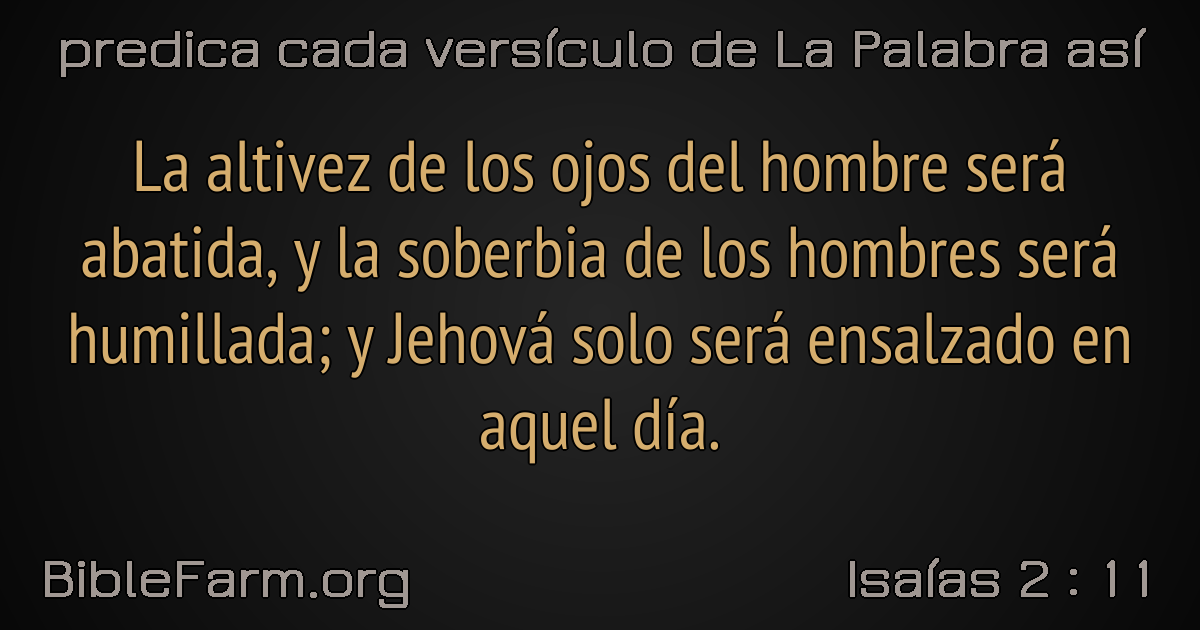 predica cada versículo de La Palabra así
La altivez de los ojos del hombre será
abatida, y la soberbia de los hombres será
humillada; y Jehová solo será ensalzado en
aquel día.
BibleFarm.org
Isaías 2 : 11